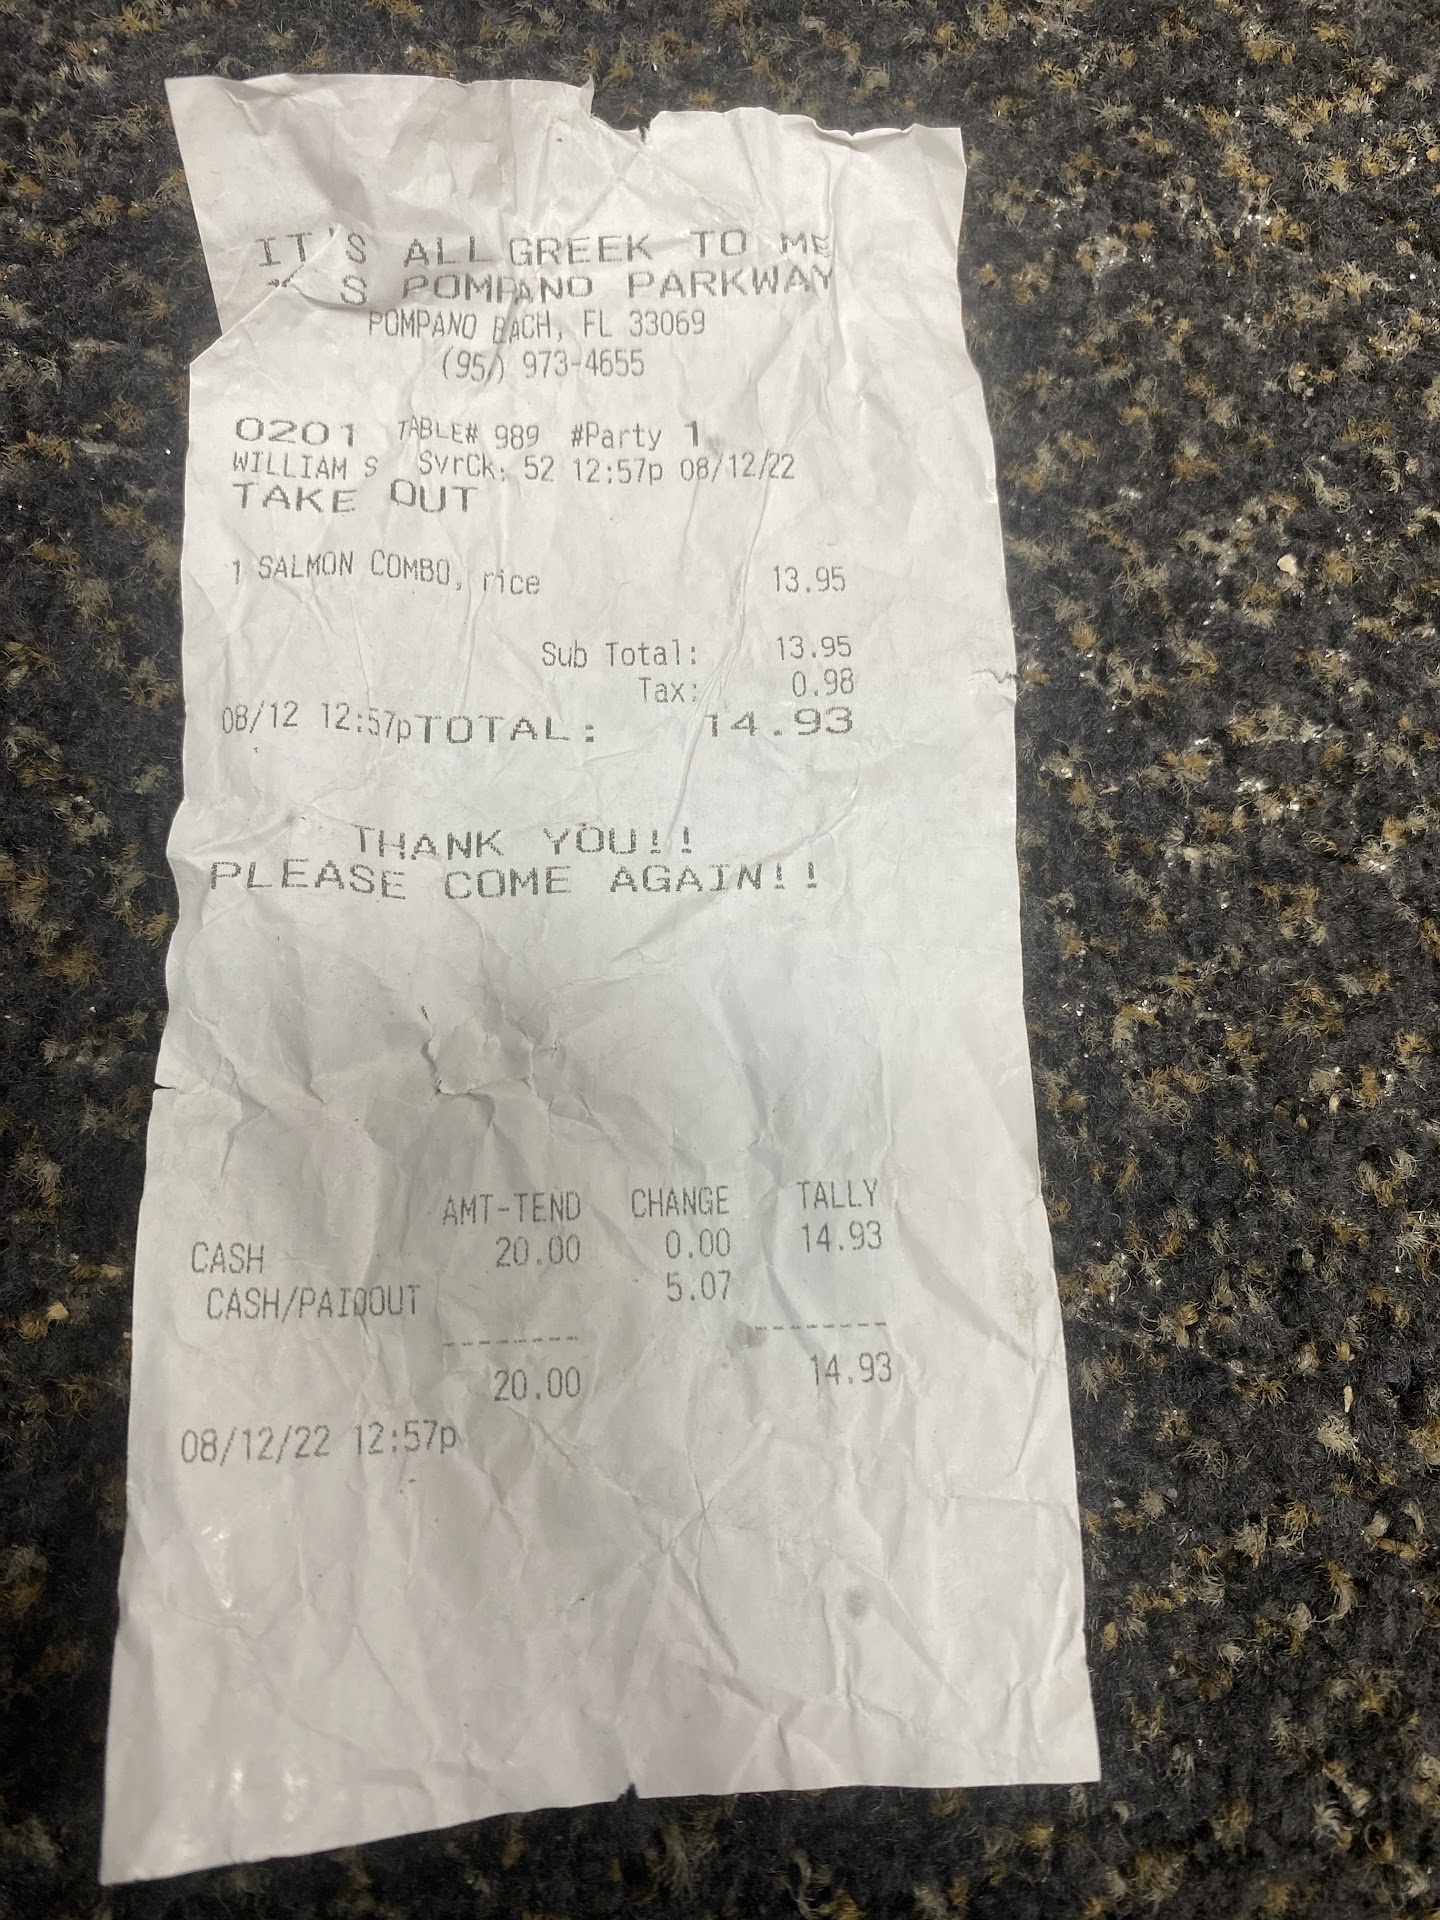 IT'S ALL GREEK TO ME
S POMPANO PARKWAY
POMPANO BACH, FL 33069
973-4655
0201 TABLE# 989 #Party 1
WILLIAM S SvrCk: 52 12:57p 08/12/22
TAKE OUT
1 SALMON COMBO, rice 13.95
Sub Total: 13.95
Tax: 0.98
08/12 12:57pTOTAL: 14.93
THANK YOU!!
PLEASE COME AGAIN!!
AMT-TEND CHANGE TALLY
CASH 20.00 0.00 14.93
CASH/PAIDOUT 5.07
20.00 14.93
08/12/22 12:57p